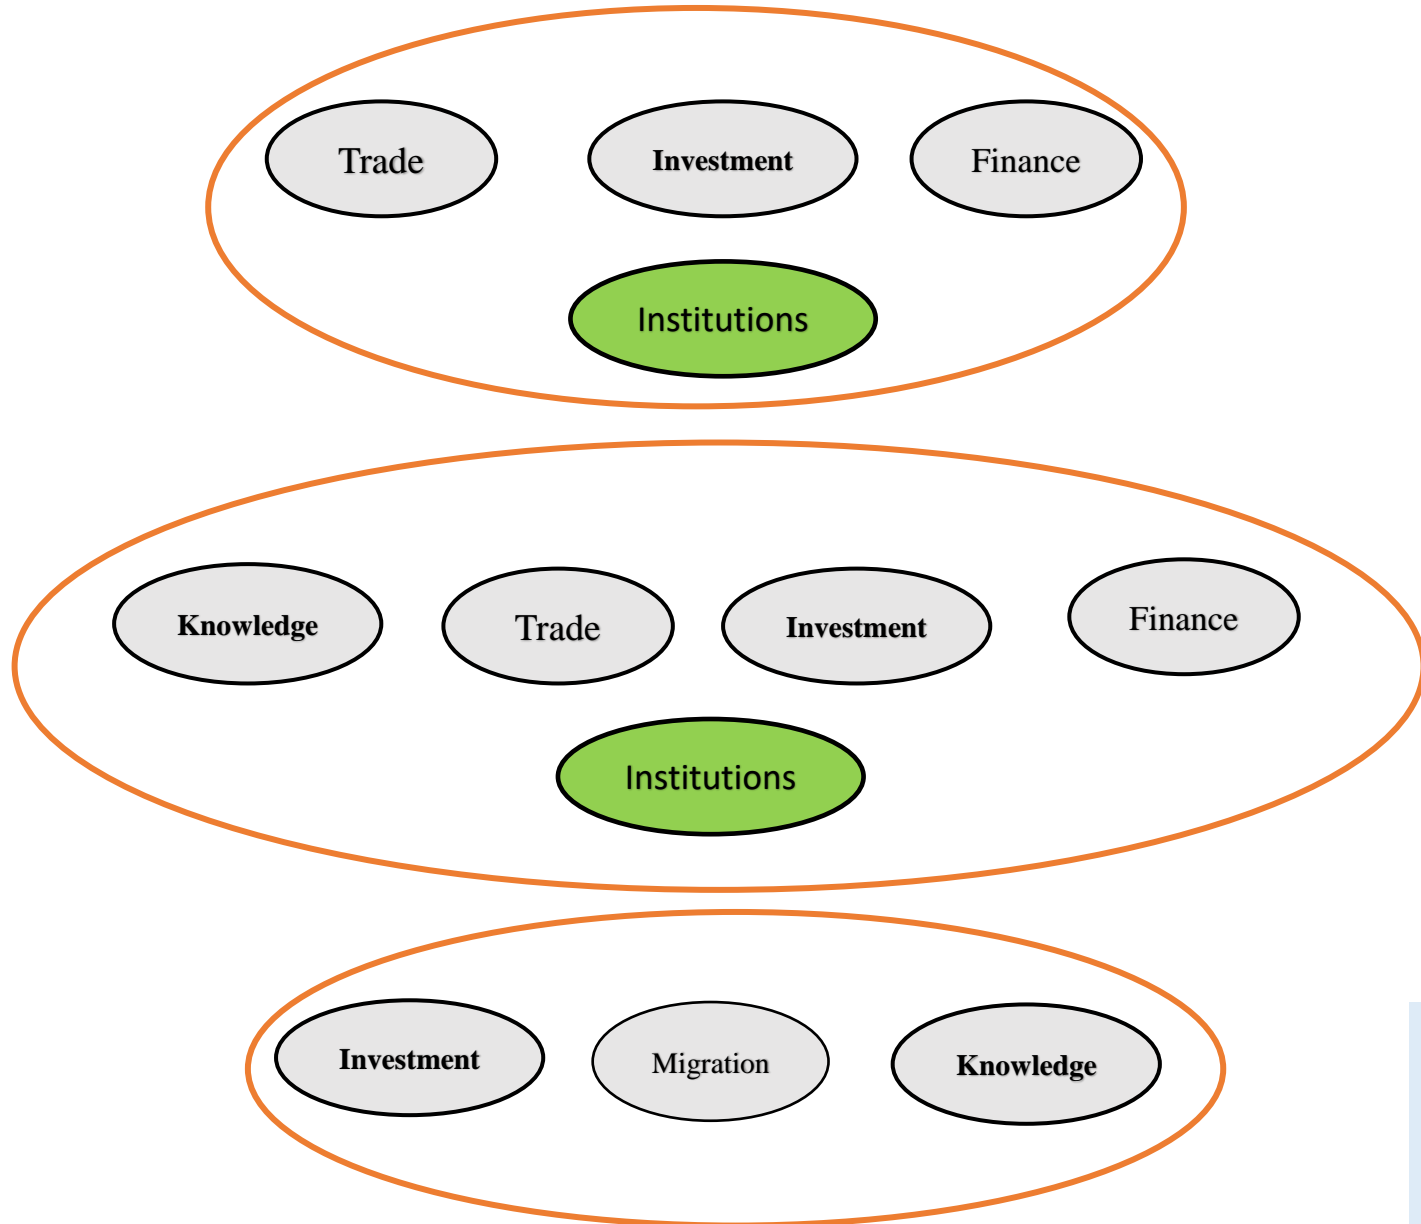 Trade
Investment
Finance
Institutions
Knowledge
Trade
Investment
Finance
Institutions
Investment
Migration
Knowledge